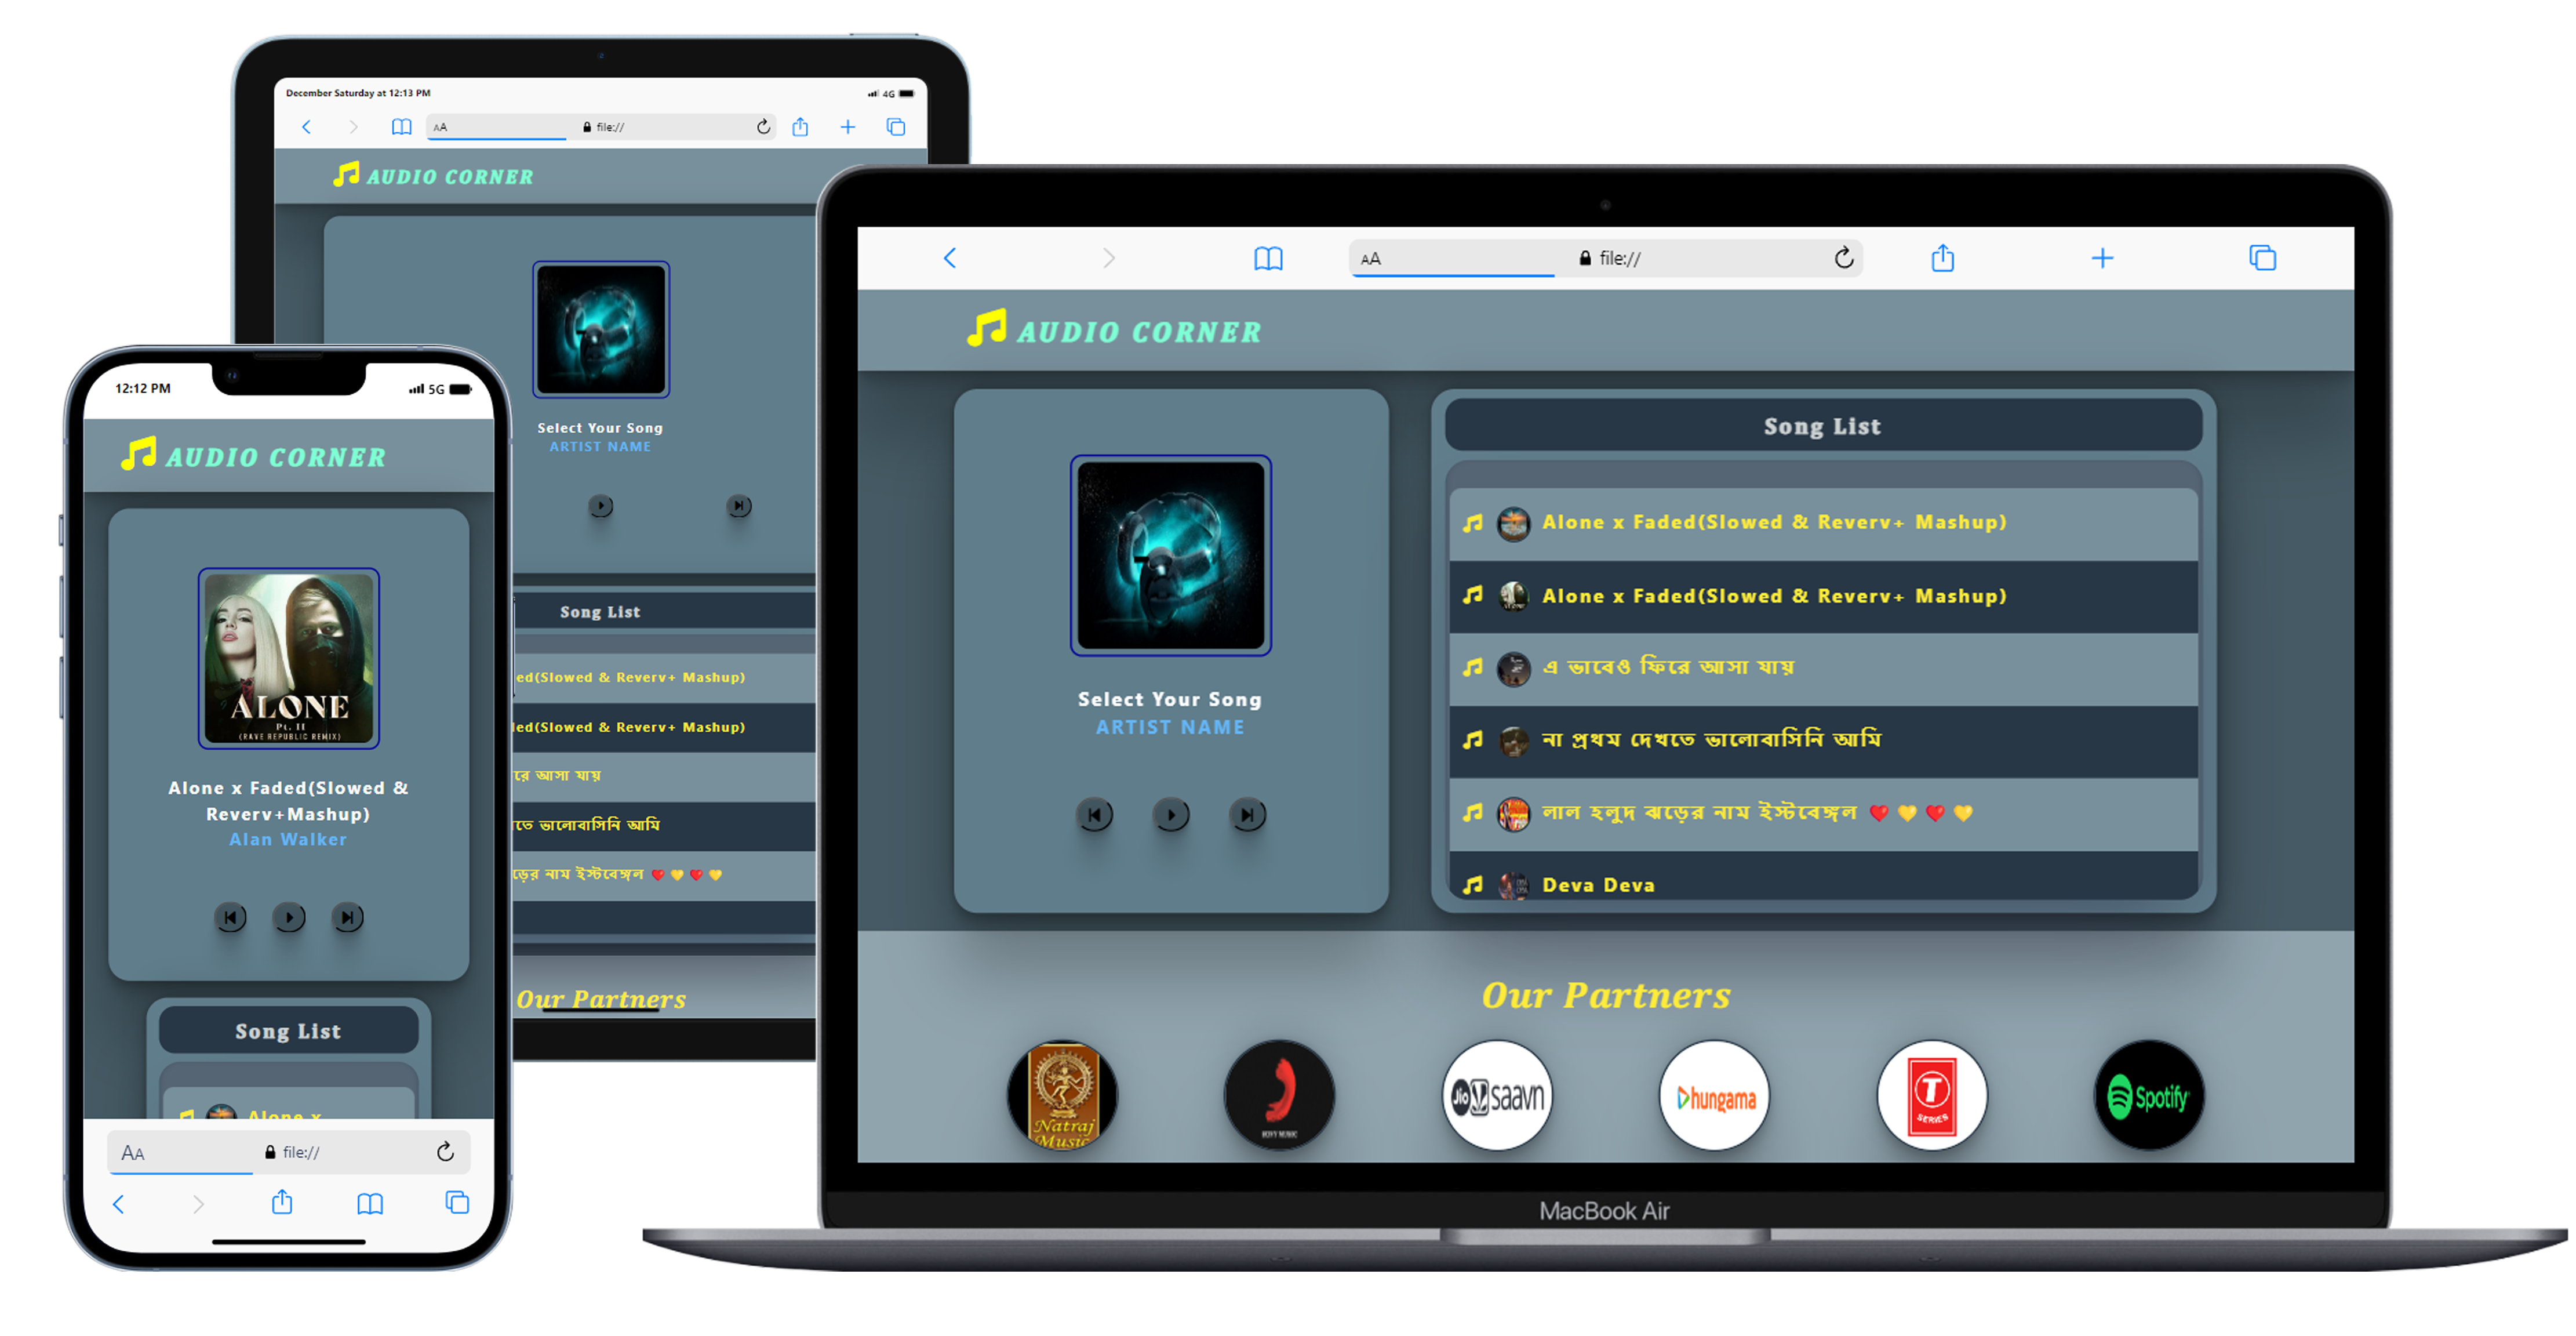 December Saturday at 12:13 PM
4G
AA
file://
AUDIO CORNER
Select Your Song
ARTIST NAME
Song List
ed(Slowed & Reverv+ Mashup)
ed(Slowed & Reverv+ Mashup)
রে আসা যায়
তে ভালোবাসিনি আমি
ড়ের নাম ইস্টবেঙ্গল ❤️ 💛 ❤️ 💛
Our Partners
12:12 PM
5G
AUDIO CORNER
ALONE
Pt. II
(RAVE REPUBLIC REMIX)
Alone x Faded(Slowed &
Reverv+Mashup)
Alan Walker
Song List
Alone x
AA
file://
AA
file://
AUDIO CORNER
Select Your Song
ARTIST NAME
Song List
Alone x Faded(Slowed & Reverv+ Mashup)
Alone x Faded(Slowed & Reverv+ Mashup)
এ ভাবেও ফিরে আসা যায়
না প্রথম দেখতে ভালোবাসিনি আমি
লাল হলুদ ঝড়ের নাম ইস্টবেঙ্গল ❤️ 💛 ❤️ 💛
Deva Deva
Our Partners
Natraj
Music
SONY MUSIC
Jio saavn
hungama
T
SERIES
Spotify
MacBook Air